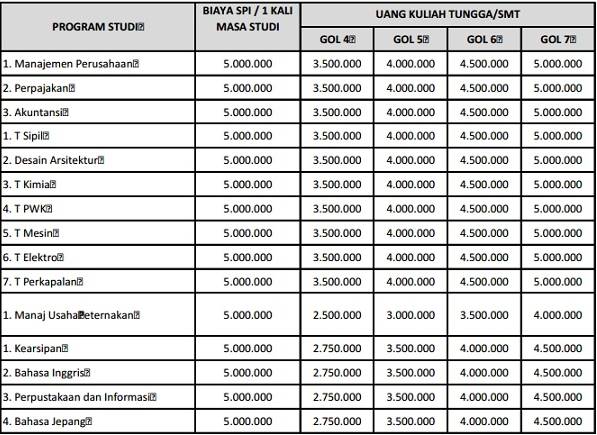 PROGRAM STUDI BIAYA SPI / 1 KALI MASA STUDI UANG KULIAH TUNGGA/SMT
GOL 4 GOL 5 GOL 6 GOL 7
1. Manajemen Perusahaan 5.000.000 3.500.000 4.000.000 4.500.000 5.000.000
2. Perpajakan 5.000.000 3.500.000 4.000.000 4.500.000 5.000.000
3. Akuntansi 5.000.000 3.500.000 4.000.000 4.500.000 5.000.000
1. T Sipil 5.000.000 3.500.000 4.000.000 4.500.000 5.000.000
2. Desain Arsitektur 5.000.000 3.500.000 4.000.000 4.500.000 5.000.000
3. T Kimia 5.000.000 3.500.000 4.000.000 4.500.000 5.000.000
4. T PWK 5.000.000 3.500.000 4.000.000 4.500.000 5.000.000
5. T Mesin 5.000.000 3.500.000 4.000.000 4.500.000 5.000.000
6. T Elektro 5.000.000 3.500.000 4.000.000 4.500.000 5.000.000
7. T Perkapalan 5.000.000 3.500.000 4.000.000 4.500.000 5.000.000
1. Manaj Usaha Peternakan 5.000.000 2.500.000 3.000.000 3.500.000 4.000.000
1. Kearsipan 5.000.000 2.750.000 3.500.000 4.000.000 4.500.000
2. Bahasa Inggris 5.000.000 2.750.000 3.500.000 4.000.000 4.500.000
3. Perpustakaan dan Informasi 5.000.000 2.750.000 3.500.000 4.000.000 4.500.000
4. Bahasa Jepang 5.000.000 2.750.000 3.500.000 4.000.000 4.500.000